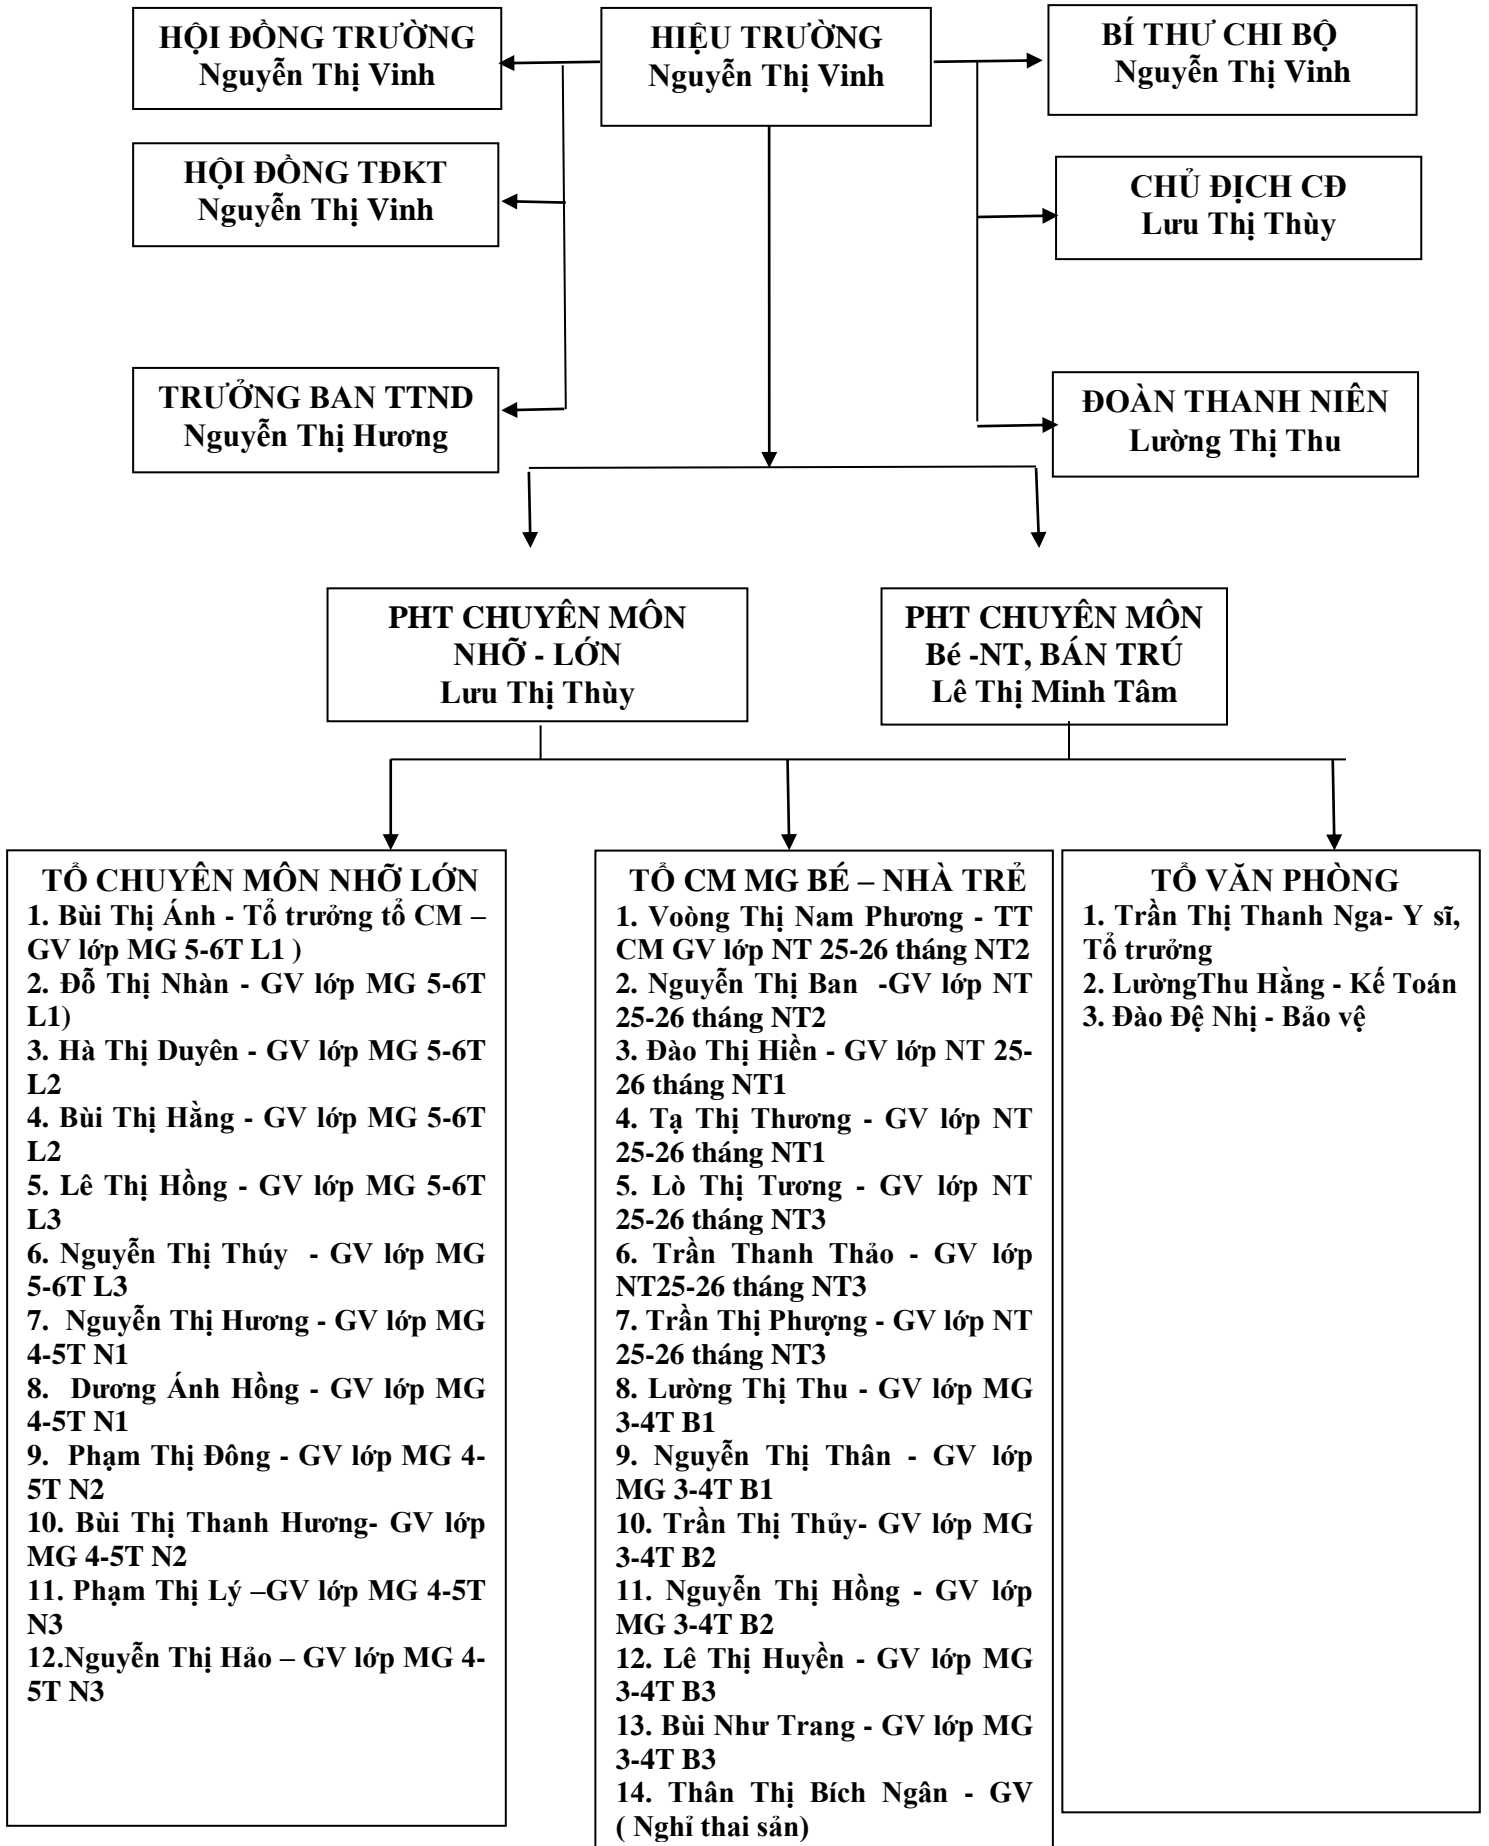 HỘI ĐỒNG TRƯỜNG
Nguyễn Thị Vinh
HIỆU TRƯỜNG
Nguyễn Thị Vinh
BÍ THƯ CHI BỘ
Nguyễn Thị Vinh
HỘI ĐỒNG TĐKT
Nguyễn Thị Vinh
CHỦ ĐỊCH CĐ
Lưu Thị Thùy
TRƯỞNG BAN TTND
Nguyễn Thị Hương
ĐOÀN THANH NIÊN
Lường Thị Thu
PHT CHUYÊN MÔN
NHỠ - LỚN
Lưu Thị Thùy
PHT CHUYÊN MÔN
Bé -NT, BÁN TRÚ
Lê Thị Minh Tâm
TỔ CHUYÊN MÔN NHỠ LỚN
1. Bùi Thị Ánh - Tổ trưởng tổ CM –
GV lớp MG 5-6T L1 )
2. Đỗ Thị Nhàn - GV lớp MG 5-6T
L1)
3. Hà Thị Duyên - GV lớp MG 5-6T
L2
4. Bùi Thị Hằng - GV lớp MG 5-6T
L2
5. Lê Thị Hồng - GV lớp MG 5-6T
L3
6. Nguyễn Thị Thúy - GV lớp MG
5-6T L3
7. Nguyễn Thị Hương - GV lớp MG
4-5T N1
8. Dương Ánh Hồng - GV lớp MG
4-5T N1
9. Phạm Thị Đông - GV lớp MG 4-
5T N2
10. Bùi Thị Thanh Hương- GV lớp
MG 4-5T N2
11. Phạm Thị Lý –GV lớp MG 4-5T
N3
12.Nguyễn Thị Hảo – GV lớp MG 4-
5T N3
TỔ CM MG BÉ – NHÀ TRẺ
1. Voòng Thị Nam Phương - TT
CM GV lớp NT 25-26 tháng NT2
2. Nguyễn Thị Ban -GV lớp NT
25-26 tháng NT2
3. Đào Thị Hiền - GV lớp NT 25-
26 tháng NT1
4. Tạ Thị Thương - GV lớp NT
25-26 tháng NT1
5. Lò Thị Tương - GV lớp NT
25-26 tháng NT3
6. Trần Thanh Thảo - GV lớp
NT25-26 tháng NT3
7. Trần Thị Phượng - GV lớp NT
25-26 tháng NT3
8. Lường Thị Thu - GV lớp MG
3-4T B1
9. Nguyễn Thị Thân - GV lớp
MG 3-4T B1
10. Trần Thị Thủy- GV lớp MG
3-4T B2
11. Nguyễn Thị Hồng - GV lớp
MG 3-4T B2
12. Lê Thị Huyền - GV lớp MG
3-4T B3
13. Bùi Như Trang - GV lớp MG
3-4T B3
14. Thân Thị Bích Ngân - GV
( Nghỉ thai sản)
TỔ VĂN PHÒNG
1. Trần Thị Thanh Nga- Y sĩ,
Tổ trưởng
2. LườngThu Hằng - Kế Toán
3. Đào Đệ Nhị - Bảo vệ